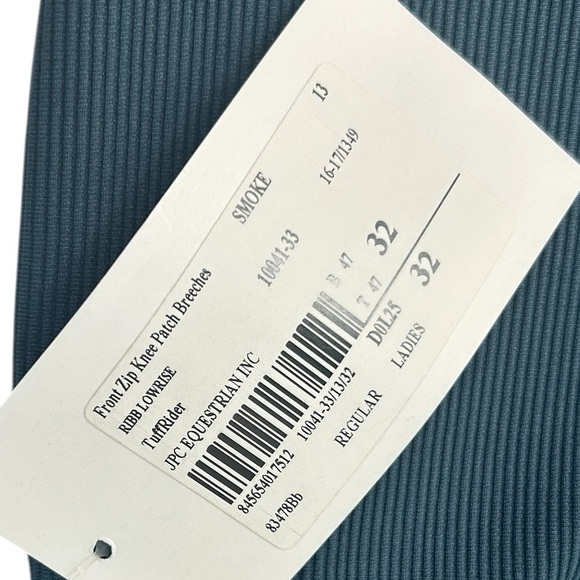 Front Zip Knee Patch Breeches
RIBB LOWRISE
SMOKE
13
TuffRider
10041-33
16-17/1349
JPC EQUESTRIAN INC
B 47
T 47
32
845654017512
10041-33/13/32
D0L25
32
83478Bb
REGULAR
LADIES